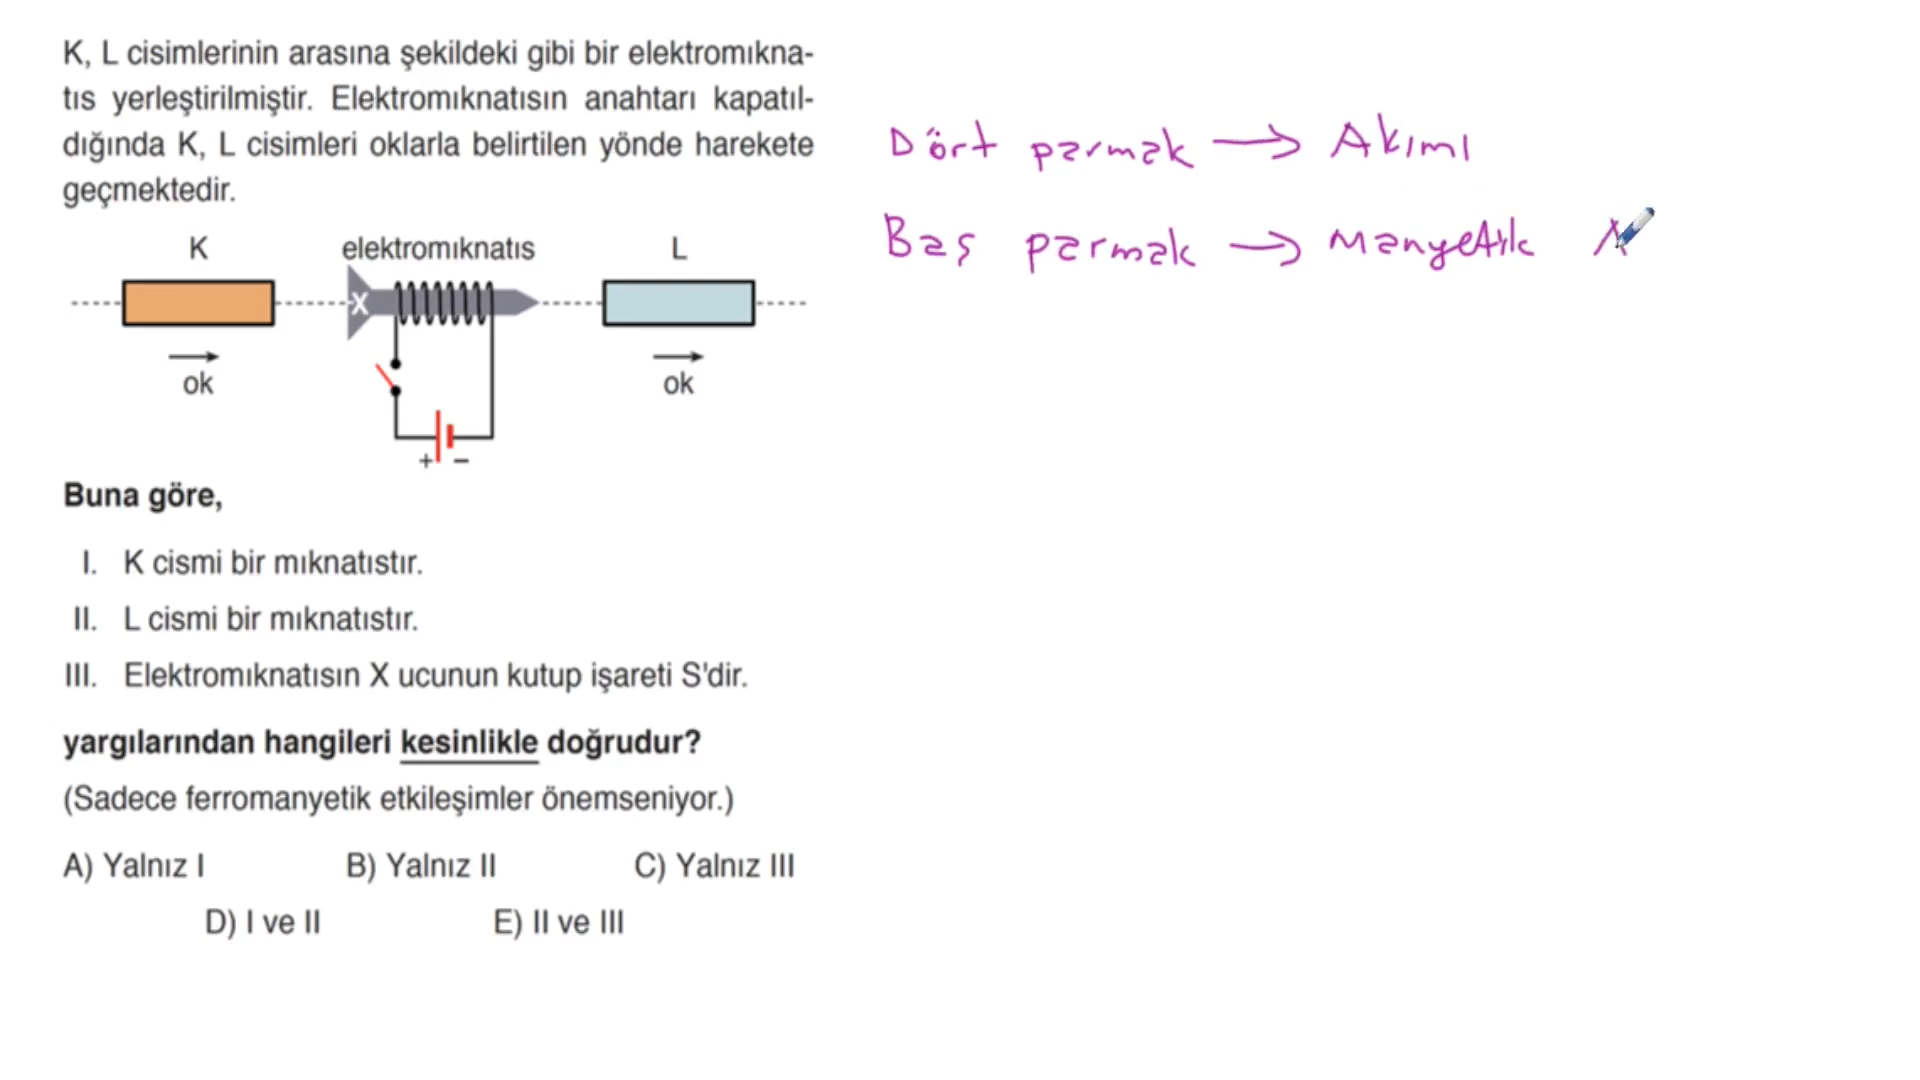 K, L cisimlerinin arasına şekildeki gibi bir elektromıkna-
tıs yerleştirilmiştir. Elektromıknatısın anahtarı kapatıl-
dığında K, L cisimleri oklarla belirtilen yönde harekete
geçmektedir.
K elektromıknatıs L
X
ok ok
+ −
Buna göre,
I. K cismi bir mıknatıstır.
II. L cismi bir mıknatıstır.
III. Elektromıknatısın X ucunun kutup işareti S'dir.
yargılarından hangileri kesinlikle doğrudur?
(Sadece ferromanyetik etkileşimler önemseniyor.)
A) Yalnız I B) Yalnız II C) Yalnız III
D) I ve II E) II ve III
Dört parmak → Akımı
Baş parmak → Manyetik